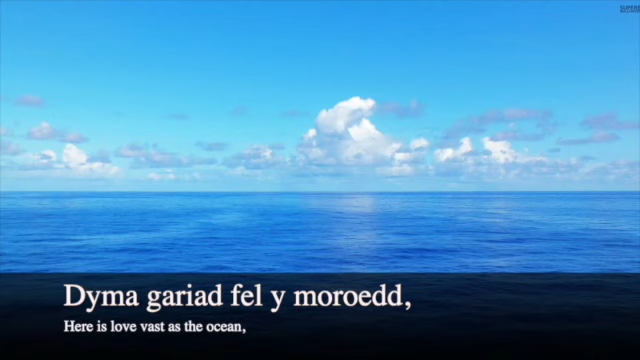 Dyma gariad fel y moroedd,
Here is love vast as the ocean,